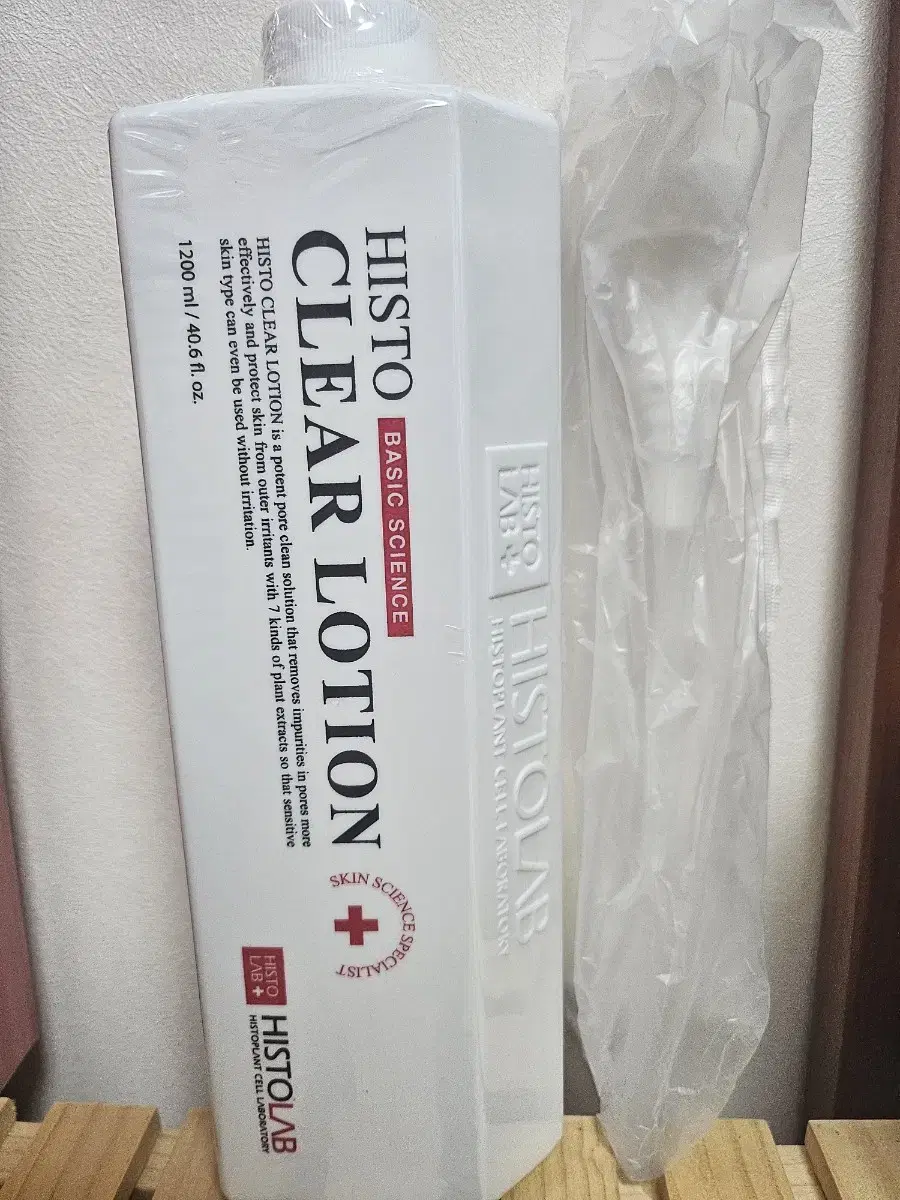 HISTO BASIC SCIENCE
CLEAR LOTION
HISTO CLEAR LOTION is a potent pore clean solution that removes impurities in pores more
effectively and protect skin from outer irritants with 7 kinds of plant extracts so that sensitive
skin type can even be used without irritation.
1200 ml / 40.6 fl. oz.
SKIN SCIENCE SPECIALIST
HISTO
LAB+
HISTOLAB
HISTOPLANT CELL LABORATORY
HISTO
LAB+
HISTOLAB
HISTOPLANT CELL LABORATORY